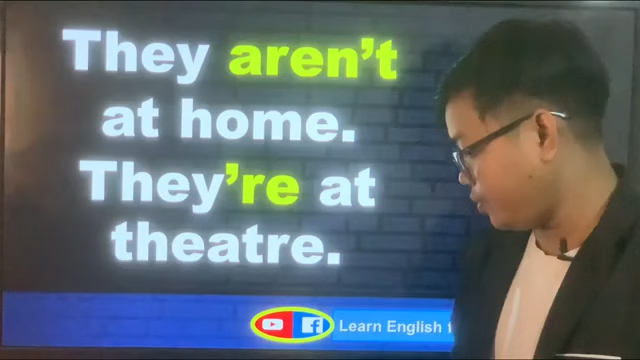 They aren't
at home.
They're at
theatre.
Learn English